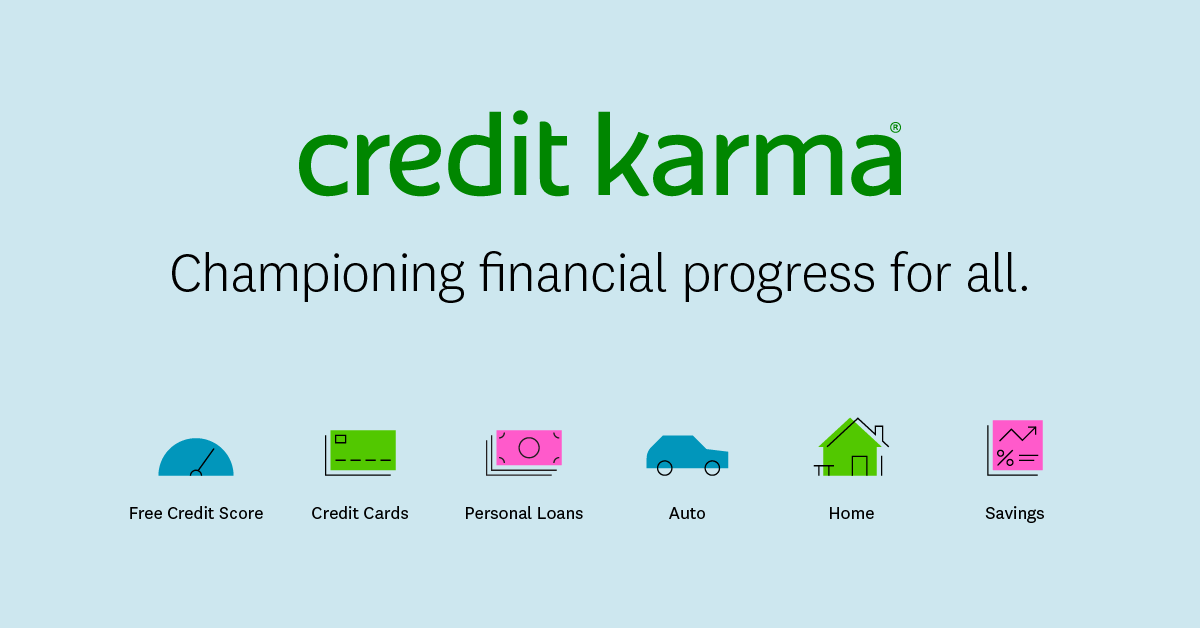 credit karma®
Championing financial progress for all.
Free Credit Score
Credit Cards
Personal Loans
Auto
Home
Savings